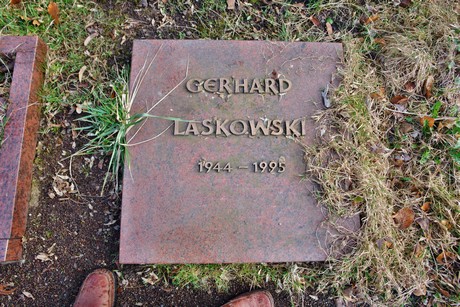 GERHARD
LASKOWSKI
1944 – 1995